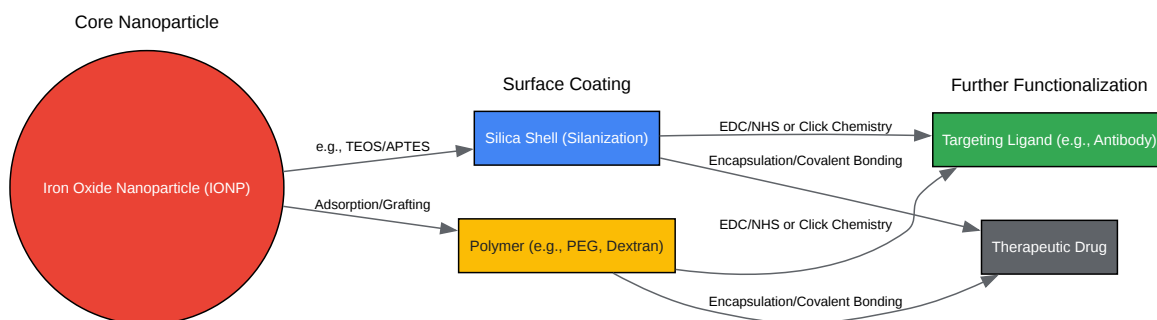 Core Nanoparticle
Surface Coating
Further Functionalization
Iron Oxide Nanoparticle (IONP)
e.g., TEOS/APTES
Adsorption/Grafting
Silica Shell (Silanization)
Polymer (e.g., PEG, Dextran)
EDC/NHS or Click Chemistry
Encapsulation/Covalent Bonding
EDC/NHS or Click Chemistry
Encapsulation/Covalent Bonding
Targeting Ligand (e.g., Antibody)
Therapeutic Drug